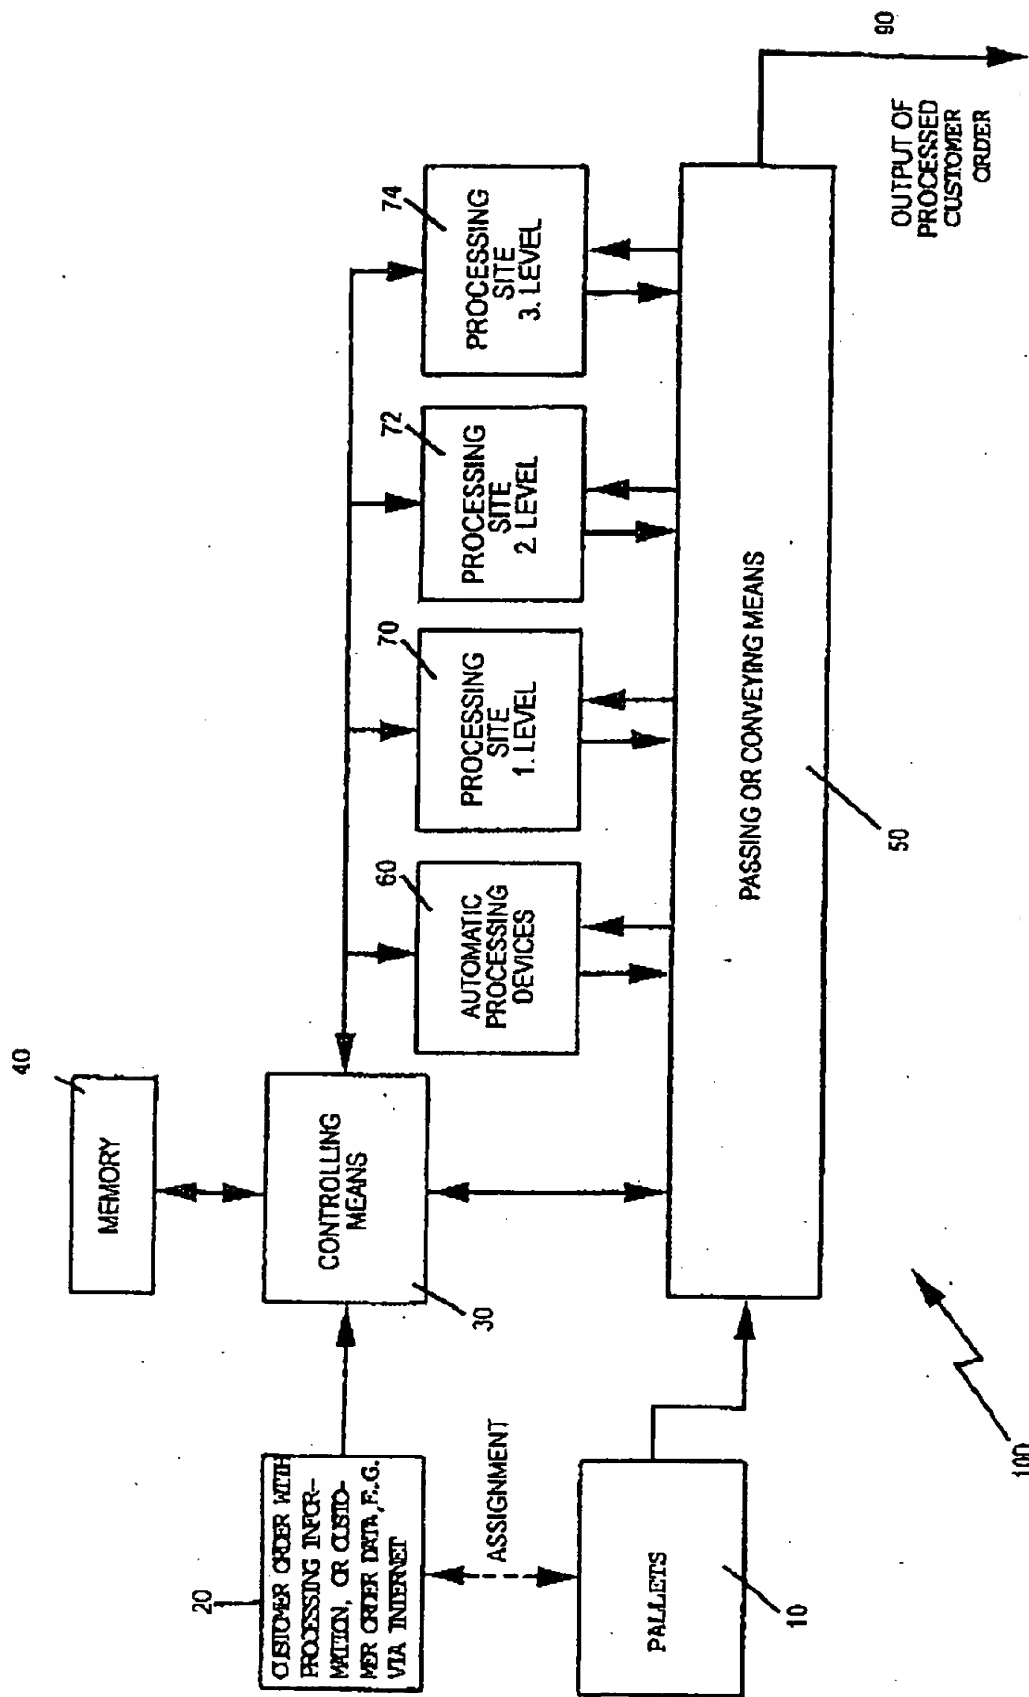 40
MEMORY
20
CUSTOMER ORDER WITH
PROCESSING INFOR-
MATION, OR CUSTO-
MER ORDER DATA, E.G.
VIA INTERNET
CONTROLLING
MEANS
30
60
AUTOMATIC
PROCESSING
DEVICES
70
PROCESSING
SITE
1. LEVEL
72
PROCESSING
SITE
2. LEVEL
74
PROCESSING
SITE
3. LEVEL
ASSIGNMENT
PALLETS
10
PASSING OR CONVEYING MEANS
50
90
OUTPUT OF
PROCESSED
CUSTOMER
ORDER
100